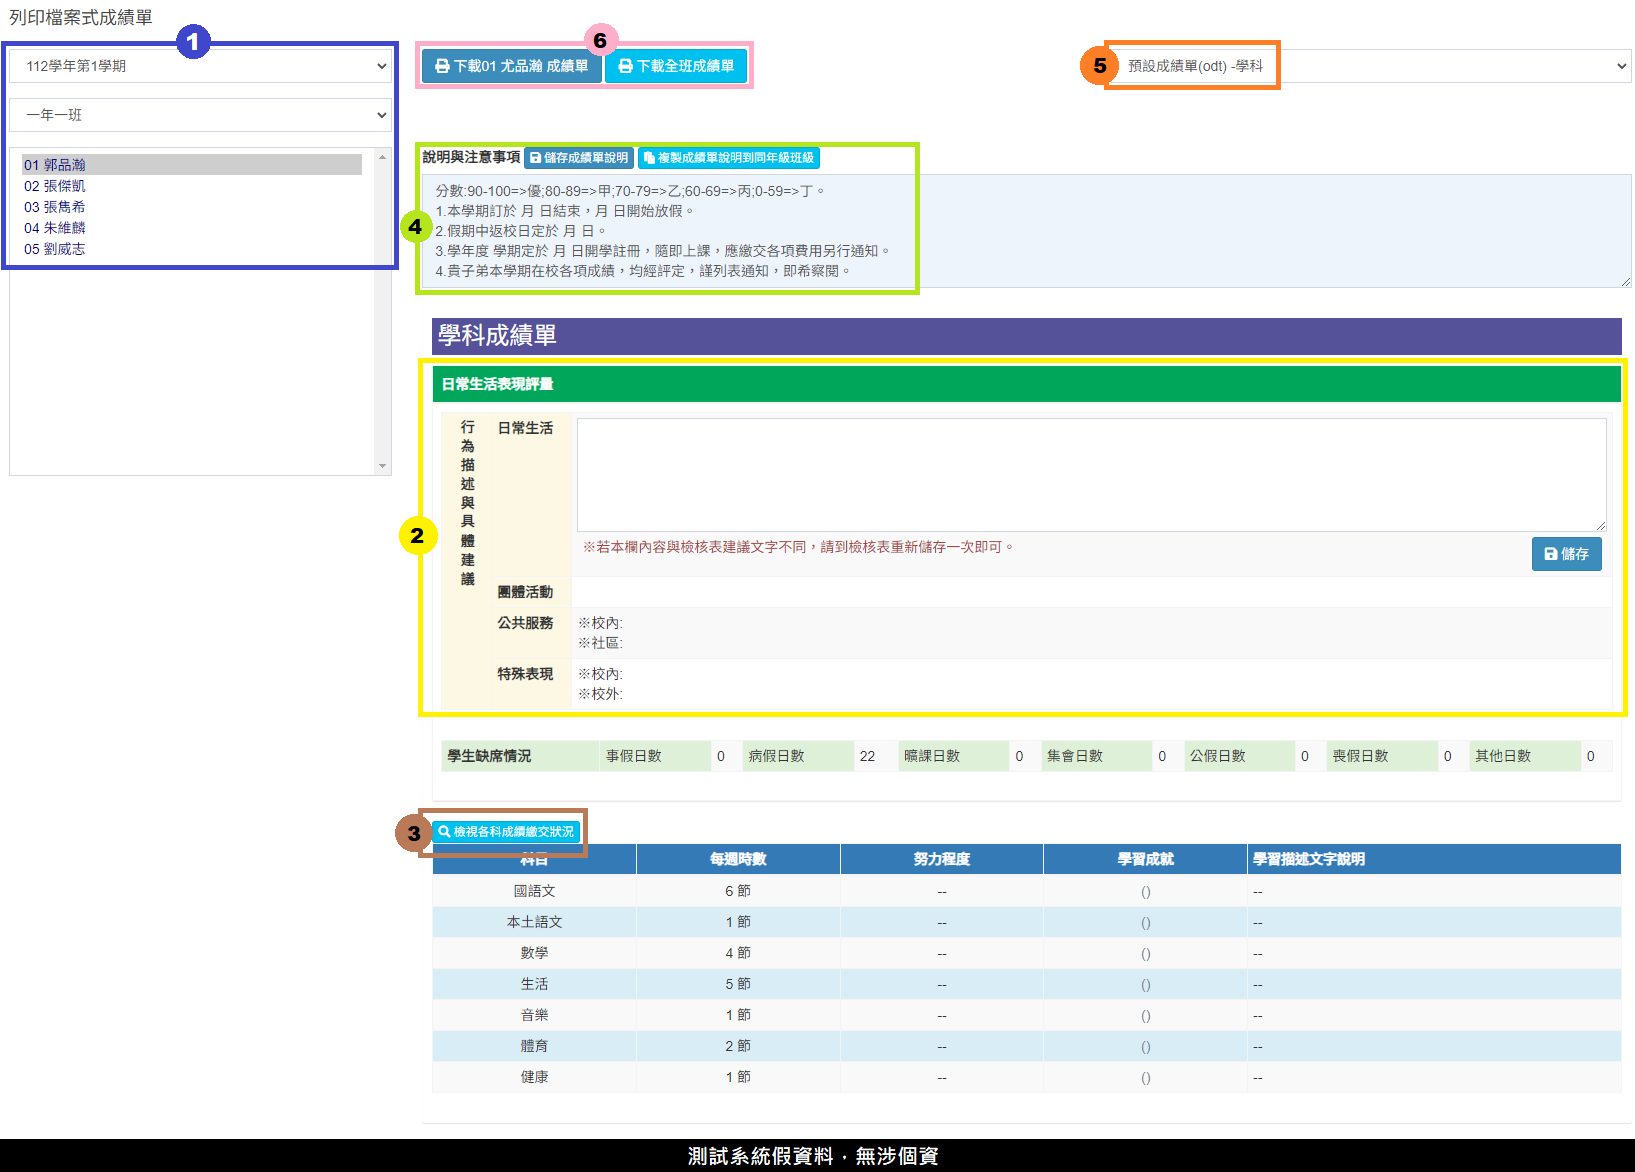 列印檔案式成績單
1
112學年第1學期
一年一班
01 郭品瀚
02 張傑凱
03 張雋希
04 朱維麟
05 劉威志
6
下載01 尤品瀚 成績單
下載全班成績單
5
預設成績單(odt) -學科
說明與注意事項 儲存成績單說明 複製成績單說明到同年級班級
4
分數:90-100=>優;80-89=>甲;70-79=>乙;60-69=>丙;0-59=>丁。
1.本學期訂於 月 日結束，月 日開始放假。
2.假期中返校日定於 月 日。
3.學年度 學期定於 月 日開學註冊，隨即上課，應繳交各項費用另行通知。
4.貴子弟本學期在校各項成績，均經評定，謹列表通知，即希察閱。
學科成績單
2
日常生活表現評量
行為描述與具體建議
日常生活
※若本欄內容與檢核表建議文字不同，請到檢核表重新儲存一次即可。
儲存
團體活動
公共服務 ※校內:
※社區:
特殊表現 ※校內:
※校外:
學生缺席情況 事假日數 0 病假日數 22 曠課日數 0 集會日數 0 公假日數 0 喪假日數 0 其他日數 0
3
檢視各科成績繳交狀況
科目 每週時數 努力程度 學習成就 學習描述文字說明
國語文 6 節 -- () --
本土語文 1 節 -- () --
數學 4 節 -- () --
生活 5 節 -- () --
音樂 1 節 -- () --
體育 2 節 -- () --
健康 1 節 -- () --
測試系統假資料．無涉個資